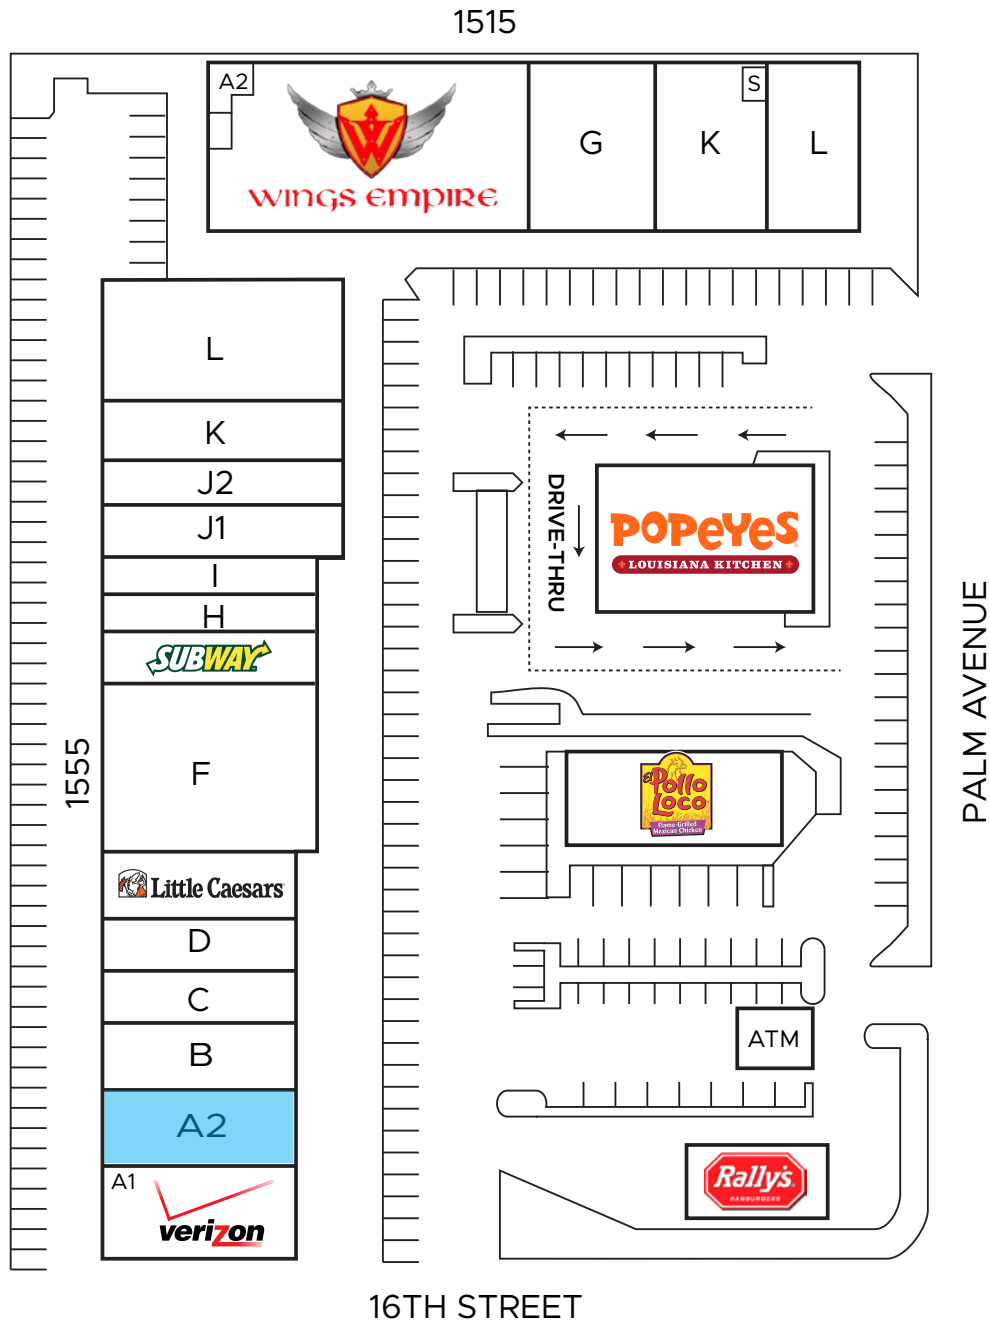 1515
A2
WINGS EMPIRE
G
K
S
L
L
K
J2
J1
I
H
SUBWAY
F
1555
Little Caesars
D
C
B
A2
A1
verizon
DRIVE-THRU
POPEYES
LOUISIANA KITCHEN
El Pollo Loco
Flame-Grilled
Mexican Chicken
ATM
Rally's
HAMBURGERS
PALM AVENUE
16TH STREET